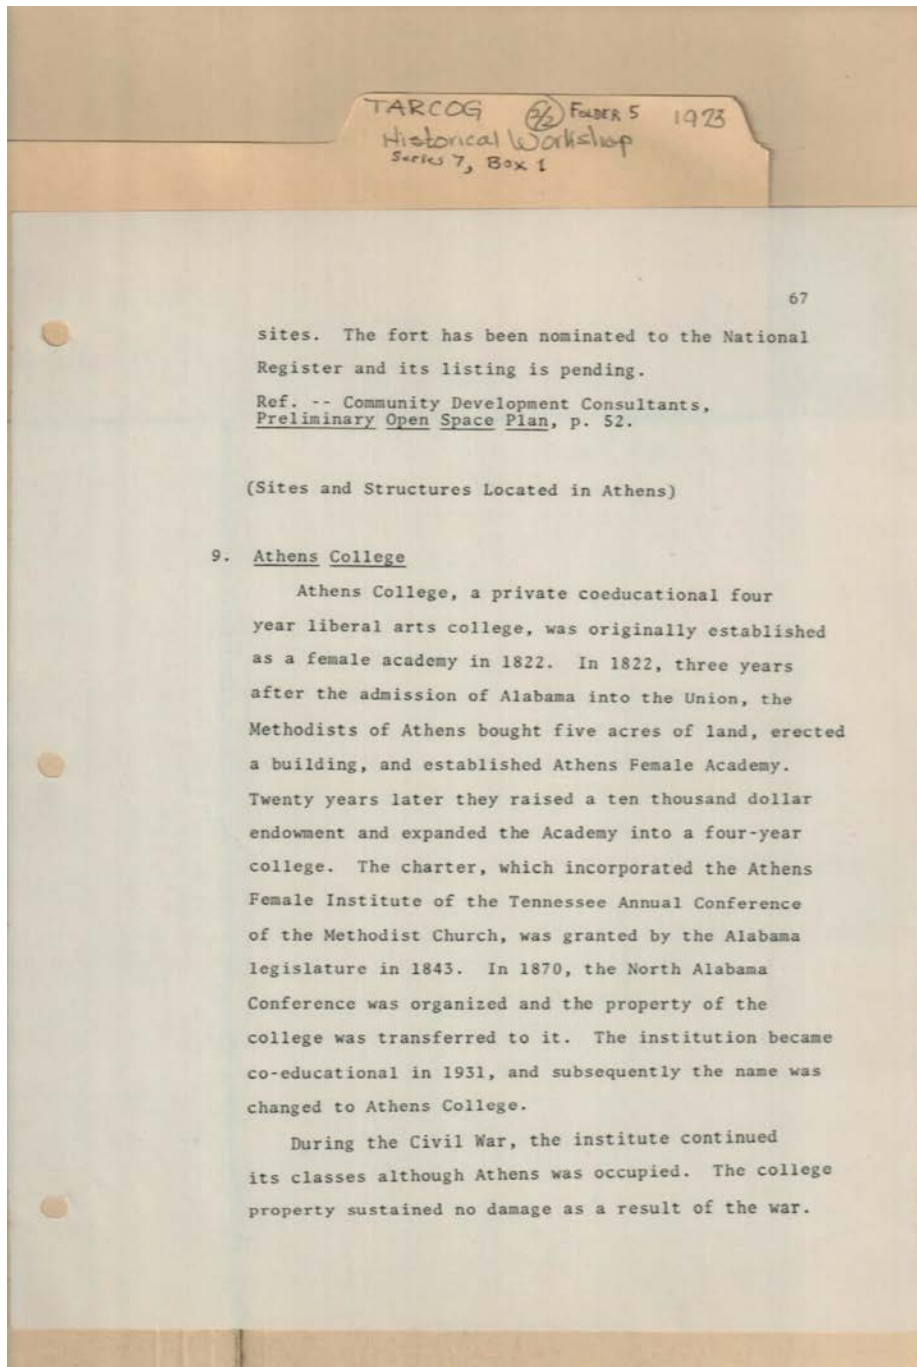 TARCOG 5/2 FOLDER 5 1973
Historical Workshop
Series 7, Box 1
67
sites. The fort has been nominated to the National
Register and its listing is pending.
Ref. -- Community Development Consultants,
Preliminary Open Space Plan, p. 52.
(Sites and Structures Located in Athens)
9. Athens College
Athens College, a private coeducational four
year liberal arts college, was originally established
as a female academy in 1822. In 1822, three years
after the admission of Alabama into the Union, the
Methodists of Athens bought five acres of land, erected
a building, and established Athens Female Academy.
Twenty years later they raised a ten thousand dollar
endowment and expanded the Academy into a four-year
college. The charter, which incorporated the Athens
Female Institute of the Tennessee Annual Conference
of the Methodist Church, was granted by the Alabama
legislature in 1843. In 1870, the North Alabama
Conference was organized and the property of the
college was transferred to it. The institution became
co-educational in 1931, and subsequently the name was
changed to Athens College.
During the Civil War, the institute continued
its classes although Athens was occupied. The college
property sustained no damage as a result of the war.